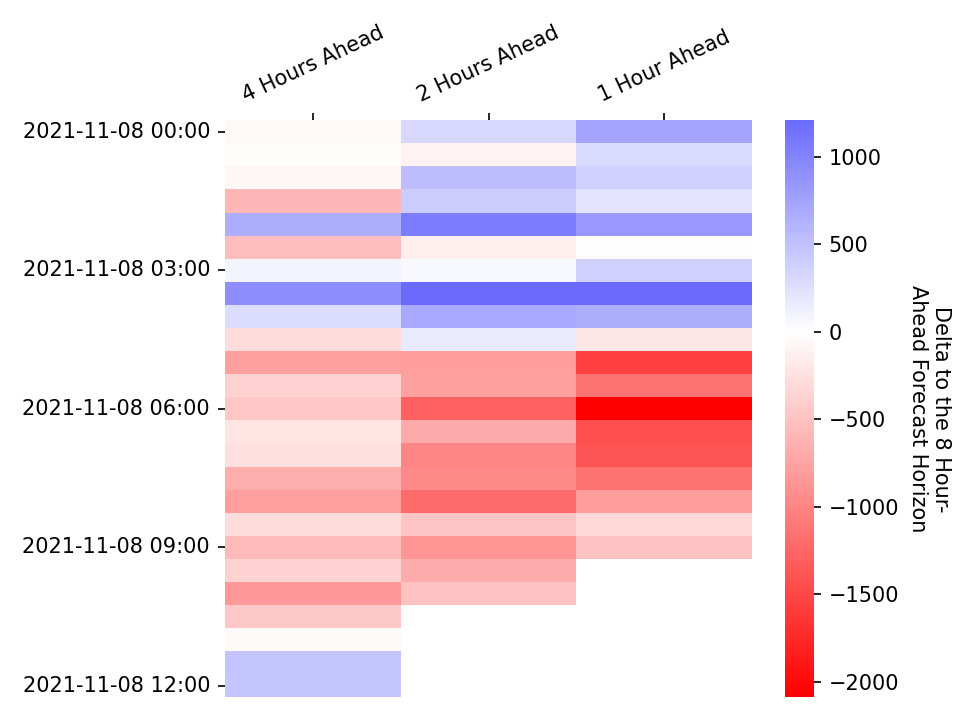 4 Hours Ahead
2 Hours Ahead
1 Hour Ahead
2021-11-08 00:00
2021-11-08 03:00
2021-11-08 06:00
2021-11-08 09:00
2021-11-08 12:00
1000
500
0
−500
−1000
−1500
−2000
Delta to the 8 Hour-
Ahead Forecast Horizon